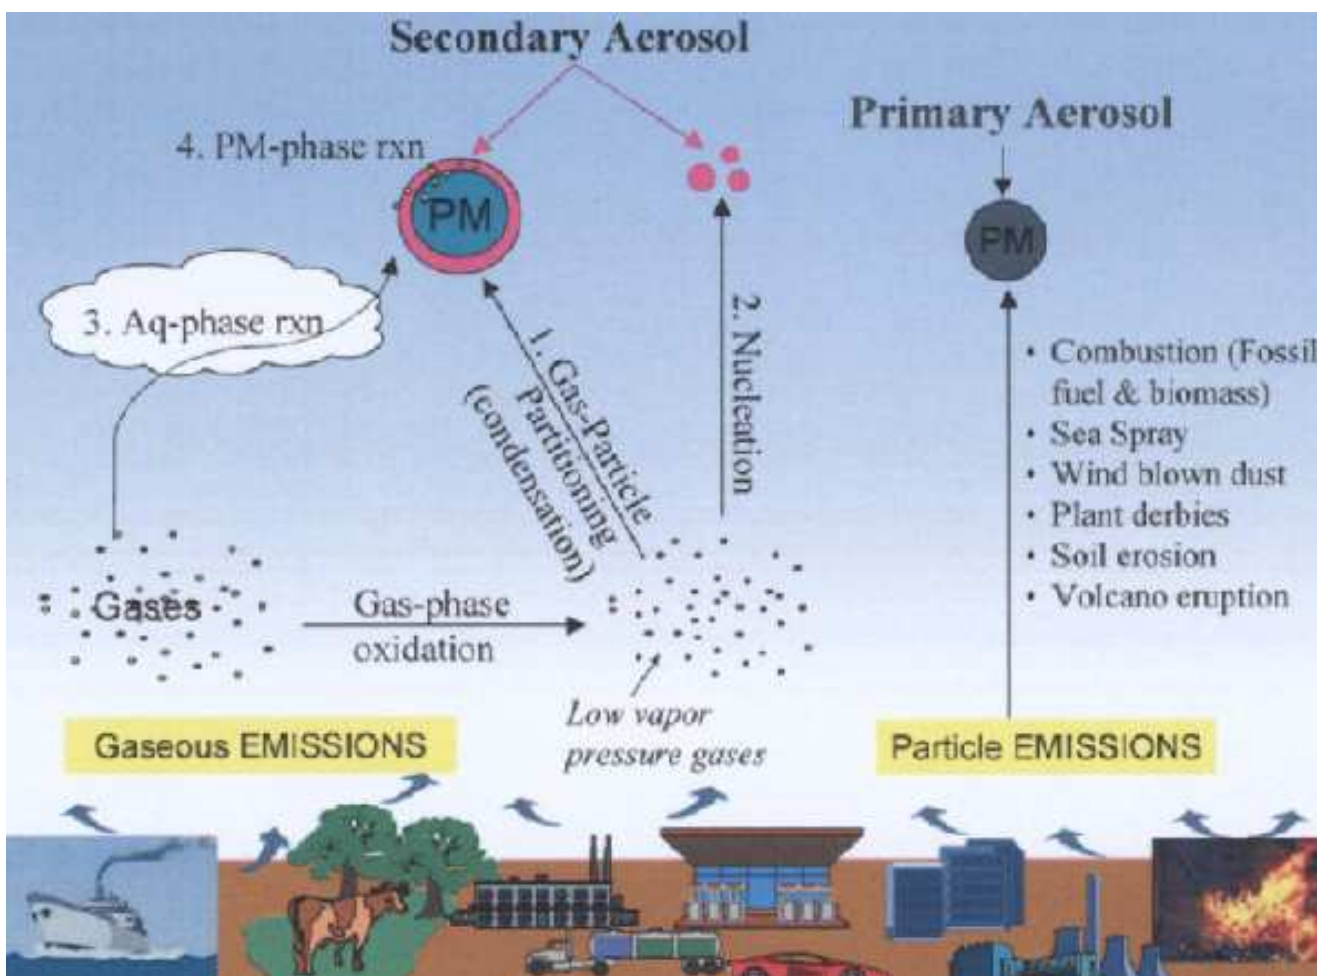 Secondary Aerosol
Primary Aerosol
4. PM-phase rxn
PM
PM
3. Aq-phase rxn
1. Gas-Particle
Partitioning
(condensation)
2. Nucleation
• Combustion (Fossil
fuel & biomass)
• Sea Spray
• Wind blown dust
• Plant derbies
• Soil erosion
• Volcano eruption
Gases
Gas-phase
oxidation
Low vapor
pressure gases
Gaseous EMISSIONS
Particle EMISSIONS